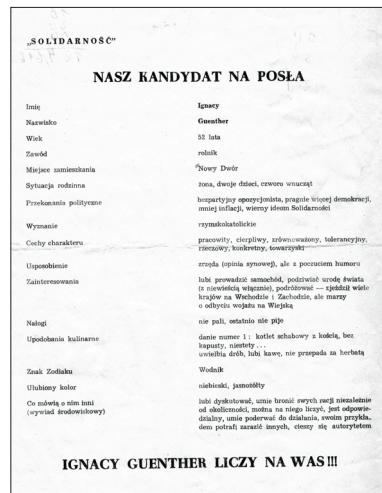 „SOLIDARNOŚĆ”
NASZ KANDYDAT NA POSŁA
Imię Ignacy
Nazwisko Guenther
Wiek 52 lata
Zawód rolnik
Miejsce zamieszkania Nowy Dwór
Sytuacja rodzinna żona, dwoje dzieci, czworo wnucząt
Przekonania polityczne bezpartyjny opozycjonista, pragnie więcej demokracji,
mniej inflacji, wierny ideom Solidarności
Wyznanie rzymskokatolickie
Cechy charakteru pracowity, cierpliwy, zrównoważony, tolerancyjny,
rzeczowy, konkretny, towarzyski
Usposobienie zrzęda (opinia synowej), ale z poczuciem humoru
Zainteresowania lubi prowadzić samochód, podziwiać urodę świata
(z niewieścią włącznie), podróżować — zjeździł wiele
krajów na Wschodzie i Zachodzie, ale marzy
o odbyciu wojażu na Wiejską
Nałogi nie pali, ostatnio nie pije
Upodobania kulinarne danie numer 1: kotlet schabowy z kością, bez
kapusty, niestety...
uwielbia drób, lubi kawę, nie przepada za herbatą
Znak Zodiaku Wodnik
Ulubiony kolor niebieski, jasnożółty
Co mówią o nim inni lubi dyskutować, umie bronić swych racji niezależnie
(wywiad środowiskowy) od okoliczności, można na niego liczyć, jest odpowie-
dzialny, umie poderwać do działania, swoim przykła-
dem potrafi zarazić innych, cieszy się autorytetem
IGNACY GUENTHER LICZY NA WAS!!!